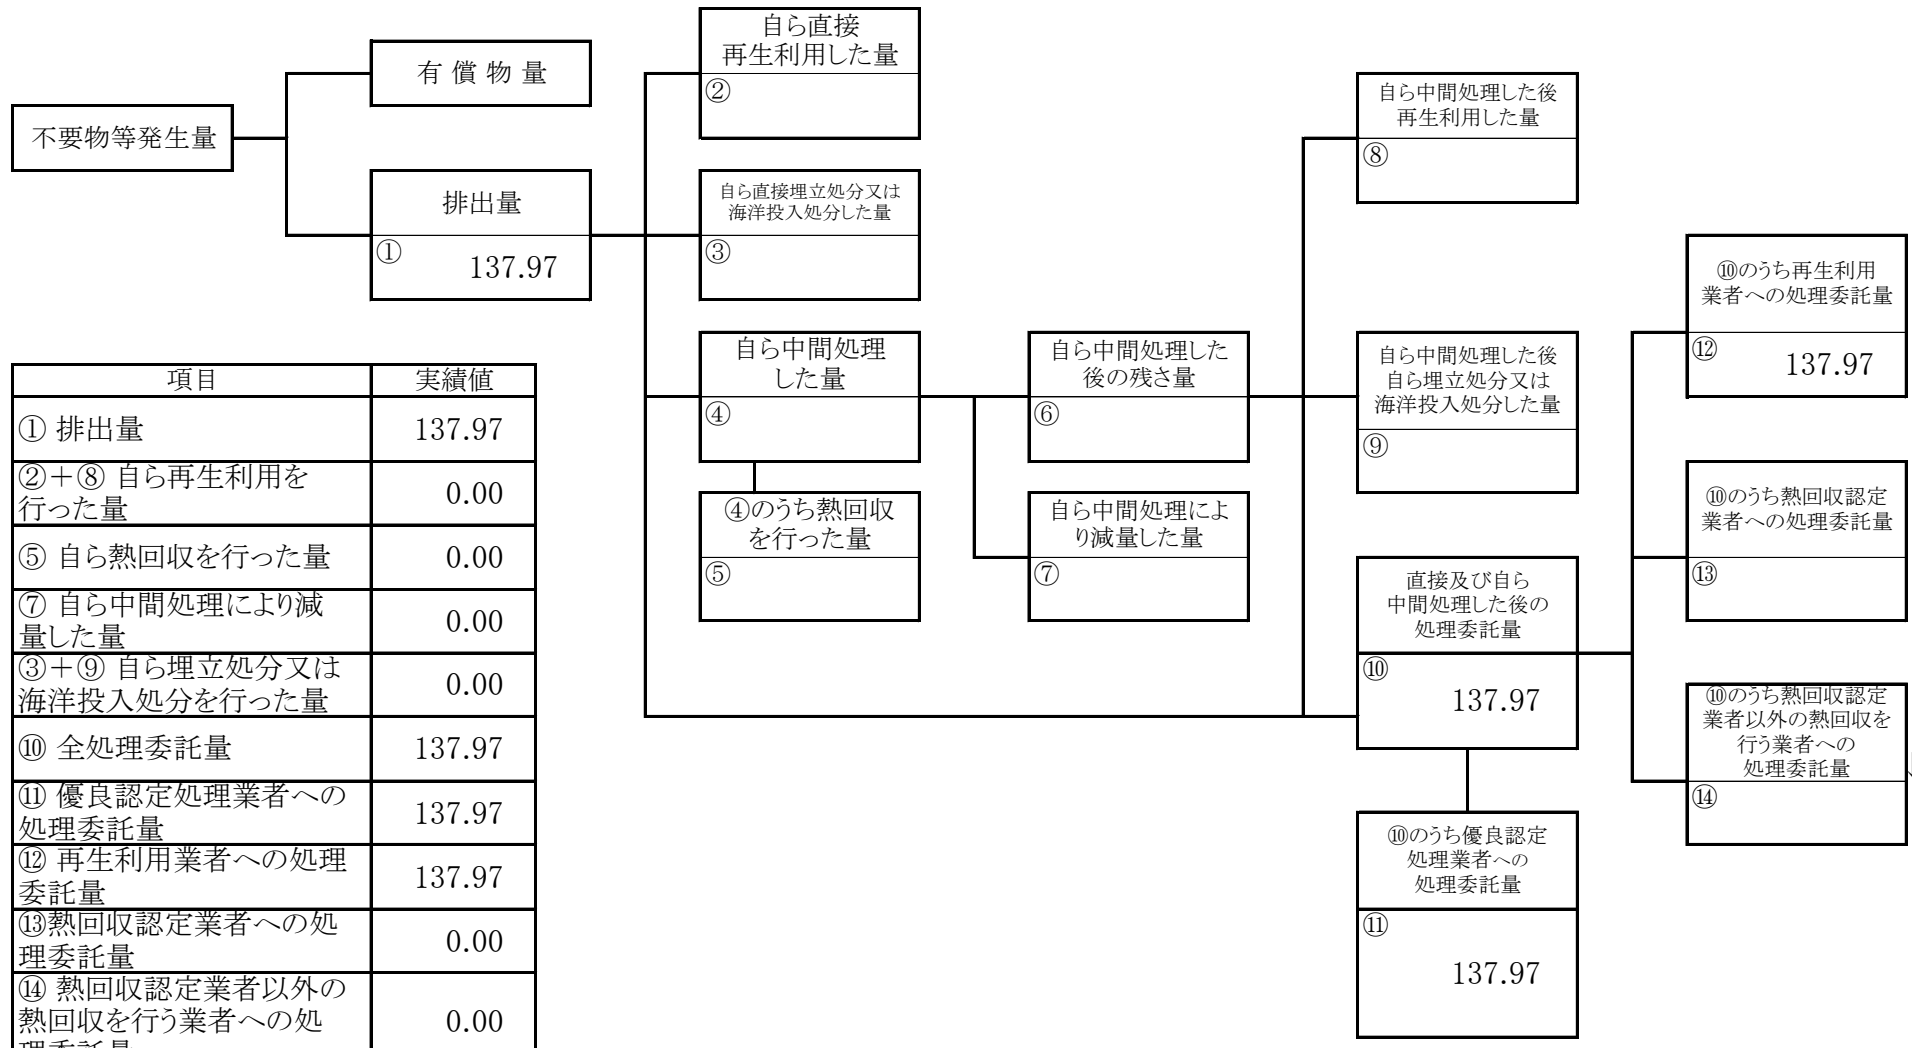 不要物等発生量
有 償 物 量
排出量
①
137.97
自ら直接
再生利用した量
②
自ら直接埋立処分又は
海洋投入処分した量
③
自ら中間処理
した量
④
④のうち熱回収
を行った量
⑤
自ら中間処理した
後の残さ量
⑥
自ら中間処理によ
り減量した量
⑦
自ら中間処理した後
再生利用した量
⑧
自ら中間処理した後
自ら埋立処分又は
海洋投入処分した量
⑨
直接及び自ら
中間処理した後の
処理委託量
⑩
137.97
⑩のうち優良認定
処理業者への
処理委託量
⑪
137.97
⑩のうち再生利用
業者への処理委託量
⑫
137.97
⑩のうち熱回収認定
業者への処理委託量
⑬
⑩のうち熱回収認定
業者以外の熱回収を
行う業者への
処理委託量
⑭
項目 実績値
① 排出量 137.97
②＋⑧ 自ら再生利用を
行った量 0.00
⑤ 自ら熱回収を行った量 0.00
⑦ 自ら中間処理により減
量した量 0.00
③＋⑨ 自ら埋立処分又は
海洋投入処分を行った量 0.00
⑩ 全処理委託量 137.97
⑪ 優良認定処理業者への
処理委託量 137.97
⑫ 再生利用業者への処理
委託量 137.97
⑬熱回収認定業者への処
理委託量 0.00
⑭ 熱回収認定業者以外の
熱回収を行う業者への処 0.00
理委託量